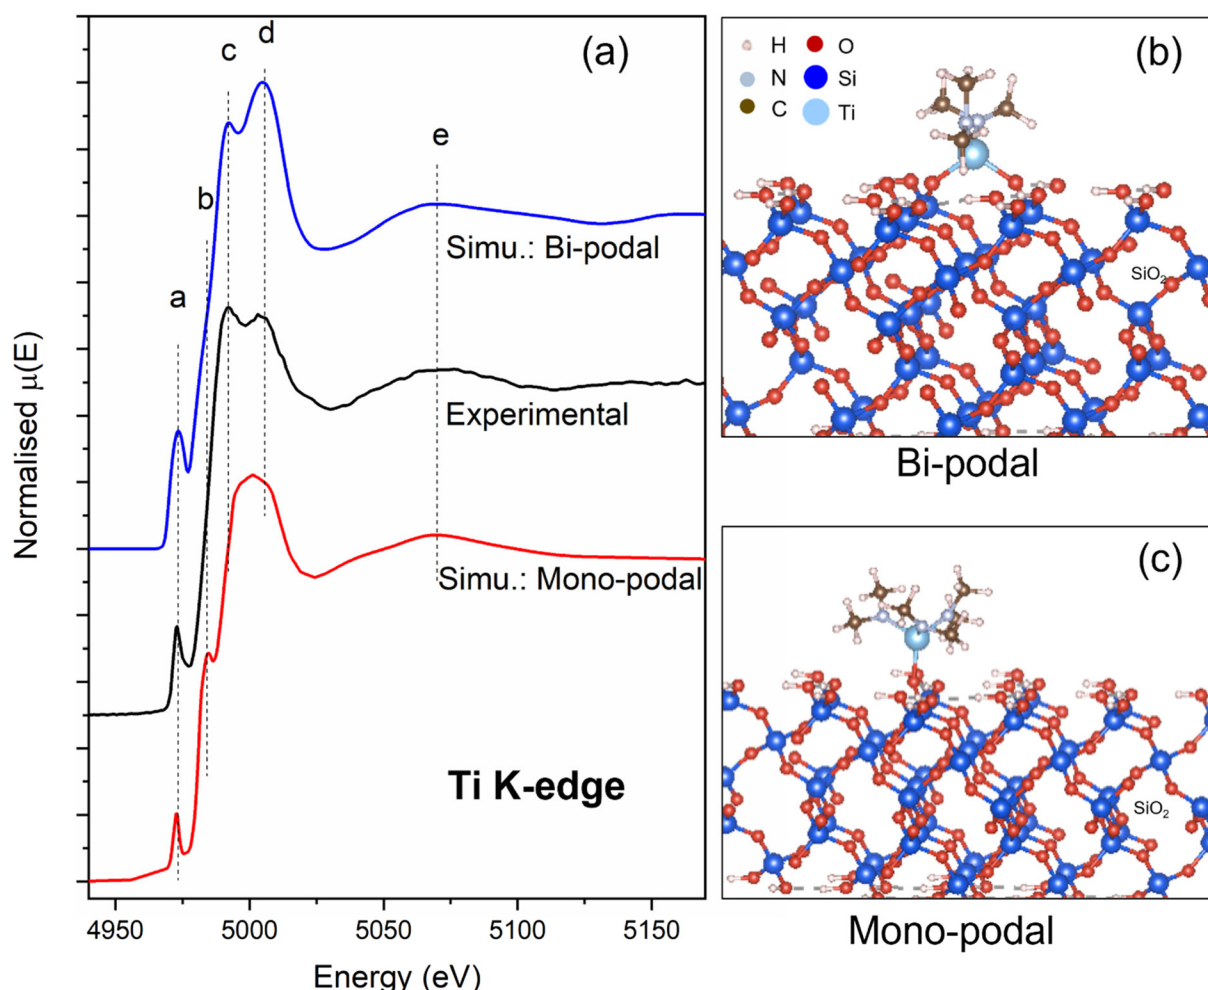 (a)
a
b
c
d
e
Simu.: Bi-podal
Experimental
Simu.: Mono-podal
Ti K-edge
Normalised μ(E)
4950
5000
5050
5100
5150
Energy (eV)
(b)
H
O
N
Si
C
Ti
SiO₂
Bi-podal
(c)
SiO₂
Mono-podal